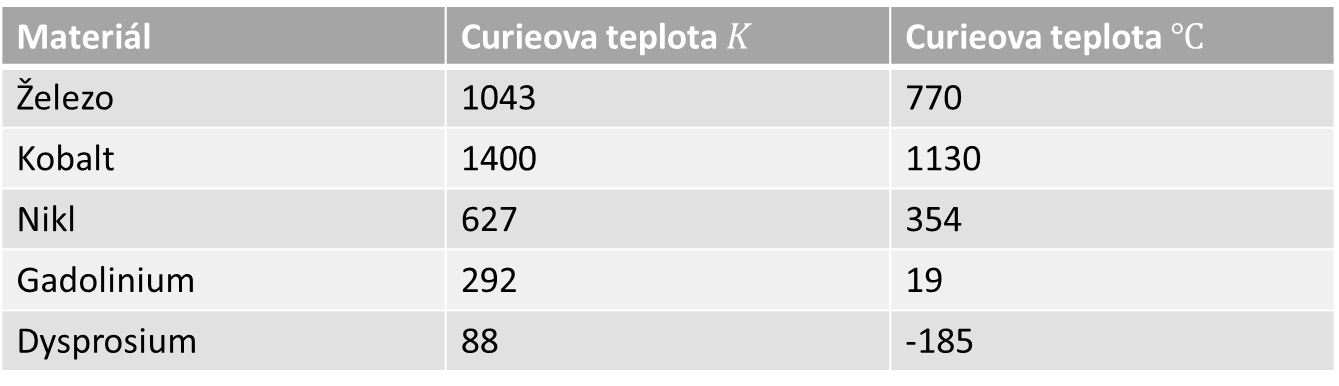 Materiál Curieova teplota K Curieova teplota °C
Železo 1043 770
Kobalt 1400 1130
Nikl 627 354
Gadolinium 292 19
Dysprosium 88 -185